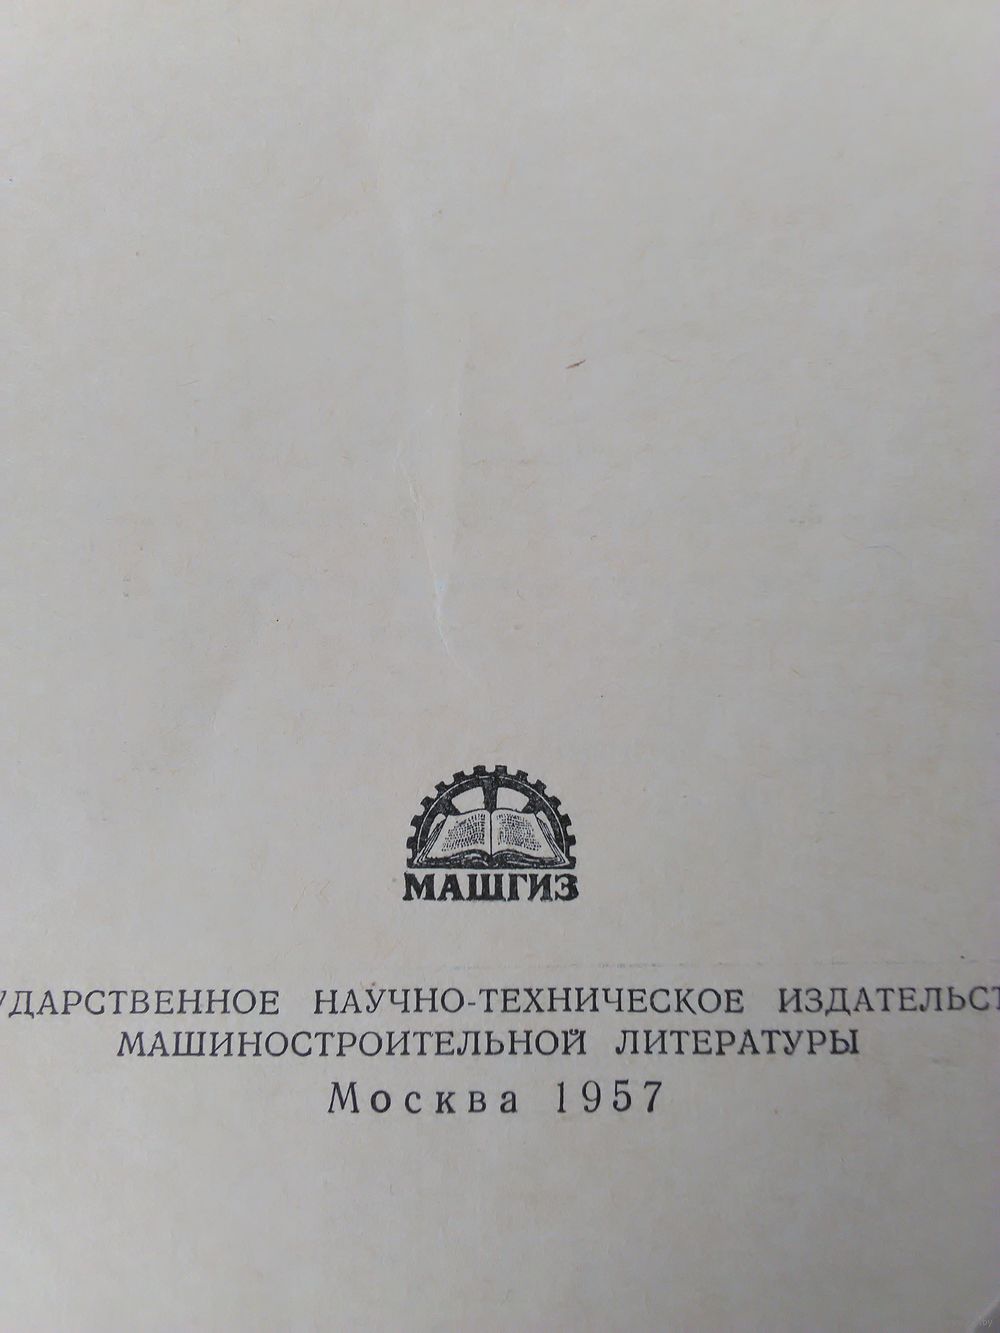 МАШГИЗ
УДАРСТВЕННОЕ НАУЧНО-ТЕХНИЧЕСКОЕ ИЗДАТЕЛЬСТ
МАШИНОСТРОИТЕЛЬНОЙ ЛИТЕРАТУРЫ
Москва 1957